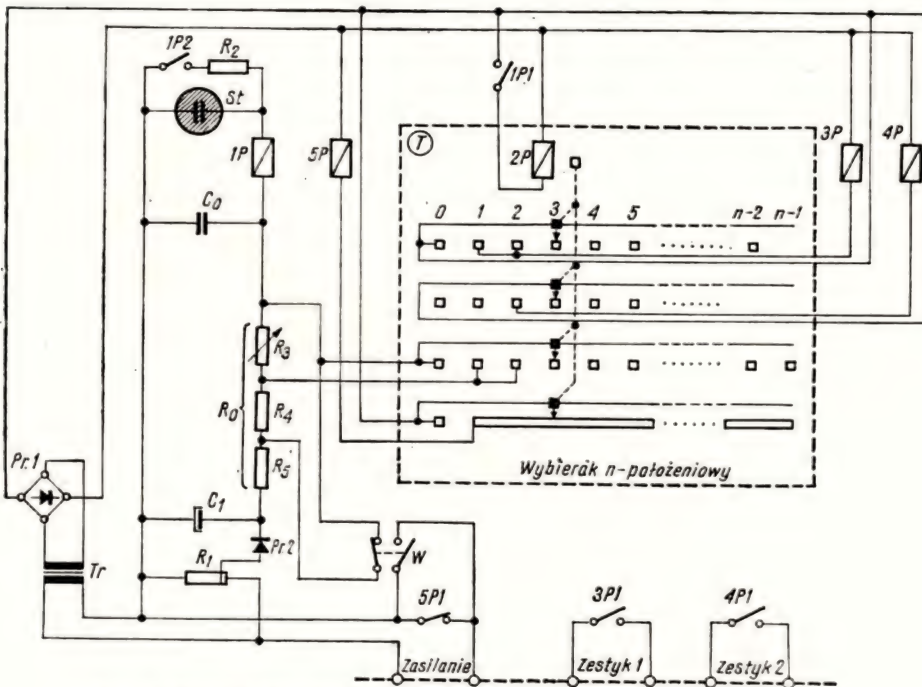 1P2
R2
St
1P
5P
C0
1P1
T
2P
3P
4P
0 1 2 3 4 5 n-2 n-1
R3
R0
R4
R5
Pr.1
C1
Pr2
W
Wybierak n-położeniowy
Tr
R1
5P1
3P1
4P1
Zasilanie
Zestyk 1
Zestyk 2